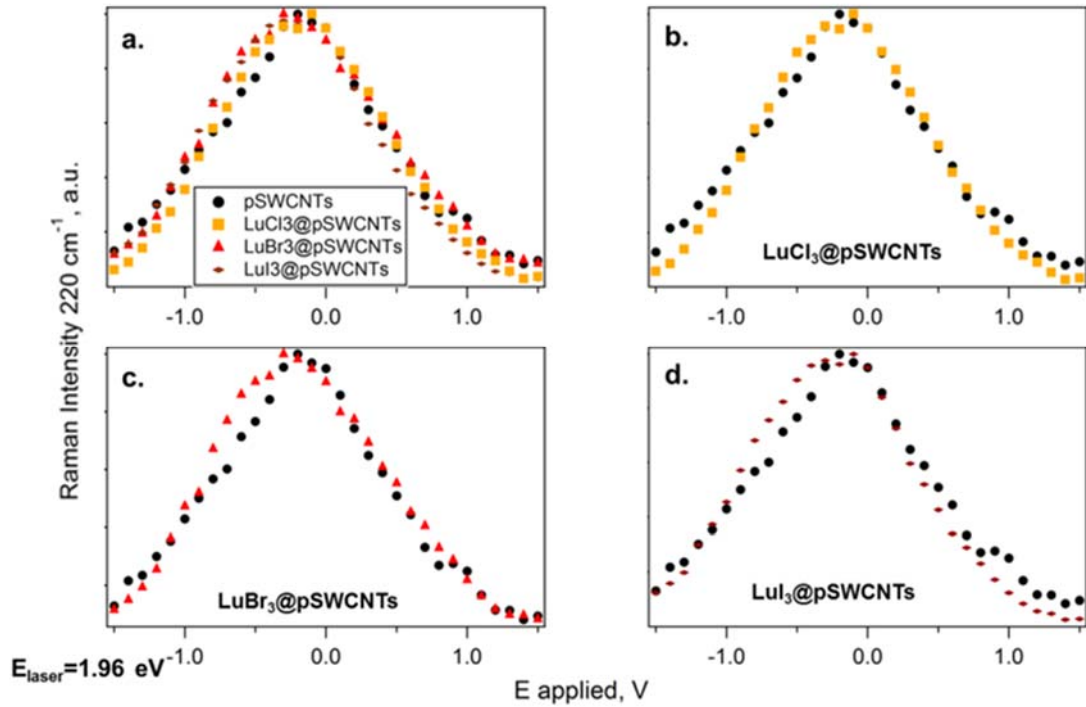 a.
b.
pSWCNTs
LuCl3@pSWCNTs
LuBr3@pSWCNTs
LuI3@pSWCNTs
LuCl₃@pSWCNTs
-1.0 0.0 1.0
-1.0 0.0 1.0
Raman Intensity 220 cm⁻¹, a.u.
c.
d.
LuBr₃@pSWCNTs
LuI₃@pSWCNTs
-1.0 0.0 1.0
-1.0 0.0 1.0
E_laser=1.96 eV
E applied, V